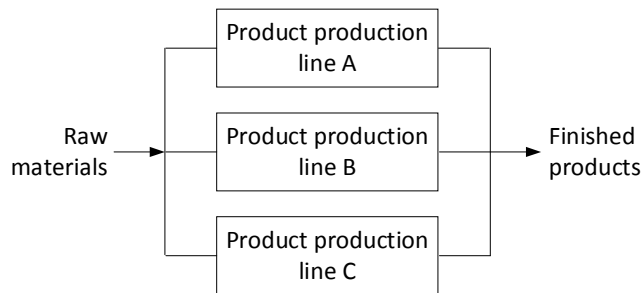 Product production
line A
Raw
materials
Product production
line B
Finished
products
Product production
line C